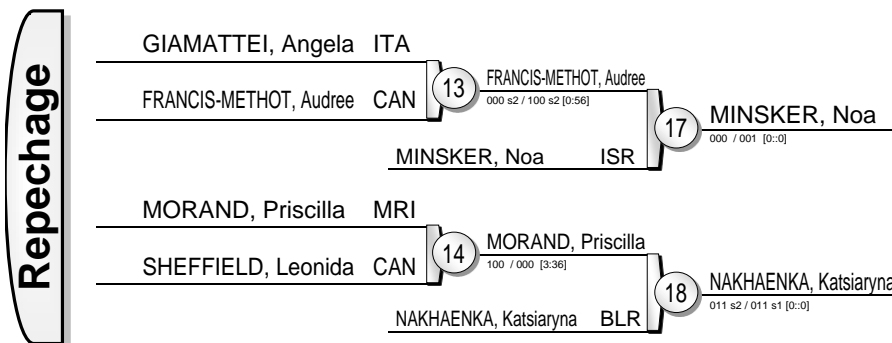 Repechage
GIAMATTEI, Angela ITA
FRANCIS-METHOT, Audree CAN
13
FRANCIS-METHOT, Audree
000 s2 / 100 s2 [0:56]
MINSKER, Noa ISR
17
MINSKER, Noa
000 / 001 [0::0]
MORAND, Priscilla MRI
SHEFFIELD, Leonida CAN
14
MORAND, Priscilla
100 / 000 [3:36]
NAKHAENKA, Katsiaryna BLR
18
NAKHAENKA, Katsiaryna
011 s2 / 011 s1 [0::0]